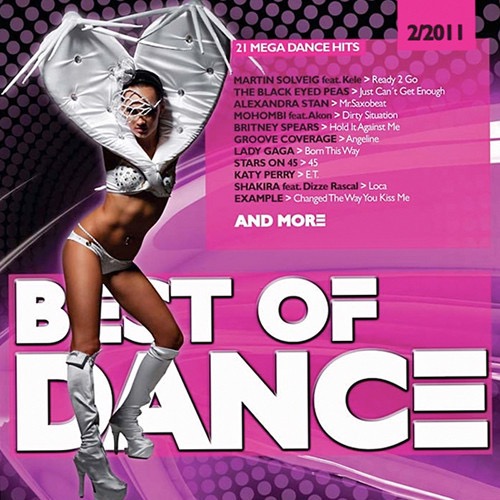 2/2011
21 MEGA DANCE HITS
MARTIN SOLVEIG feat. Kele > Ready 2 Go
THE BLACK EYED PEAS > Just Can´t Get Enough
ALEXANDRA STAN > Mr.Saxobeat
MOHOMBI feat. Akon > Dirty Situation
BRITNEY SPEARS > Hold It Against Me
GROOVE COVERAGE > Angeline
LADY GAGA > Born This Way
STARS ON 45 > 45
KATY PERRY > E.T.
SHAKIRA feat. Dizze Rascal > Loca
EXAMPLE > Changed The Way You Kiss Me
AND MORE
BEST OF
DANCE